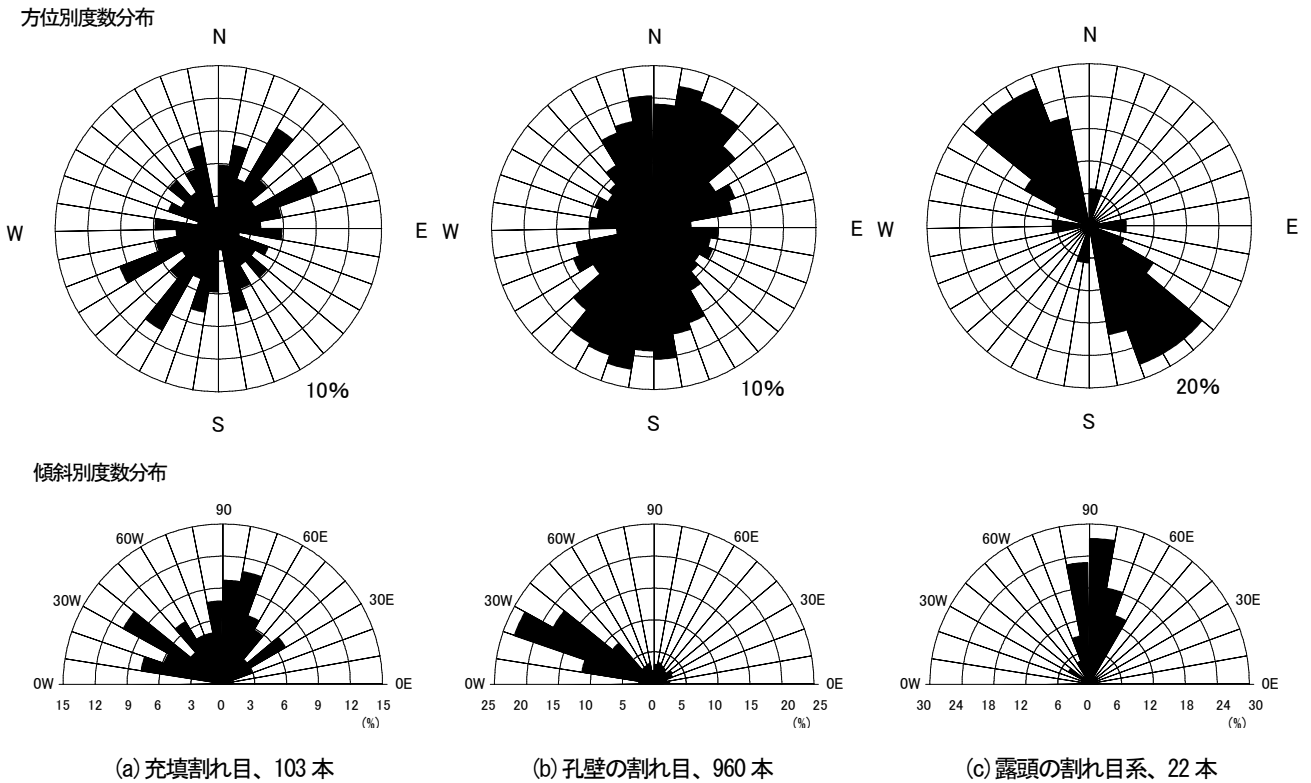 方位別度数分布
N N N
W E W E W E
10% 10% 20%
S S S
傾斜別度数分布
90 90 90
60W 60E 60W 60E 60W 60E
30W 30E 30W 30E 30W 30E
0W 0E 0W 0E 0W 0E
15 12 9 6 3 0 3 6 9 12 15 25 20 15 10 5 0 5 10 15 20 25 30 24 18 12 6 0 6 12 18 24 30
(%) (%) (%)
(a) 充填割れ目、103 本 (b) 孔壁の割れ目、960 本 (c) 露頭の割れ目系、22 本